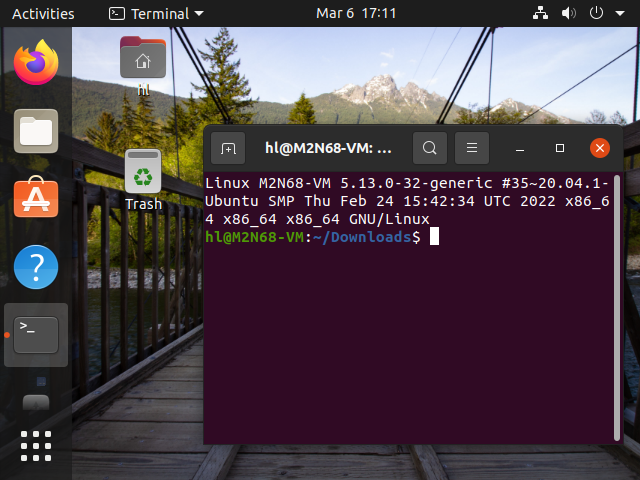 Activities
Terminal
Mar 6 17:11
hl
Trash
hl@M2N68-VM: ...
Linux M2N68-VM 5.13.0-32-generic #35~20.04.1-
Ubuntu SMP Thu Feb 24 15:42:34 UTC 2022 x86_6
4 x86_64 x86_64 GNU/Linux
hl@M2N68-VM:~/Downloads$
>_